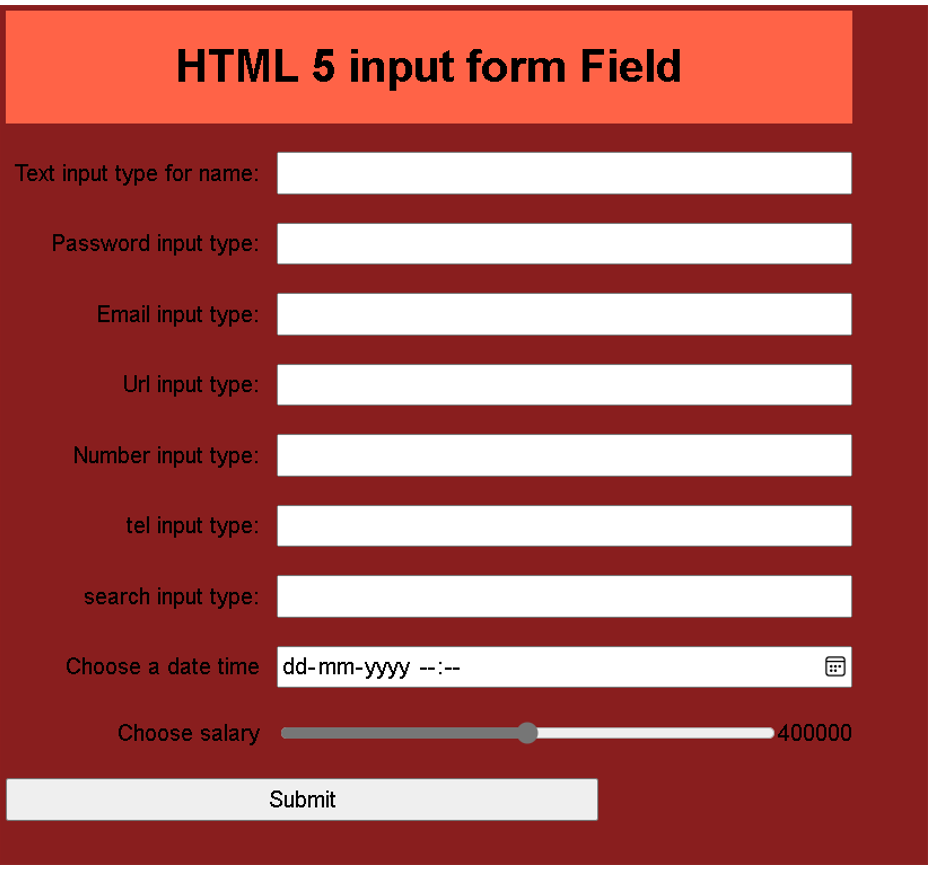 HTML 5 input form Field
Text input type for name:
Password input type:
Email input type:
Url input type:
Number input type:
tel input type:
search input type:
Choose a date time dd-mm-yyyy --:--
Choose salary 400000
Submit